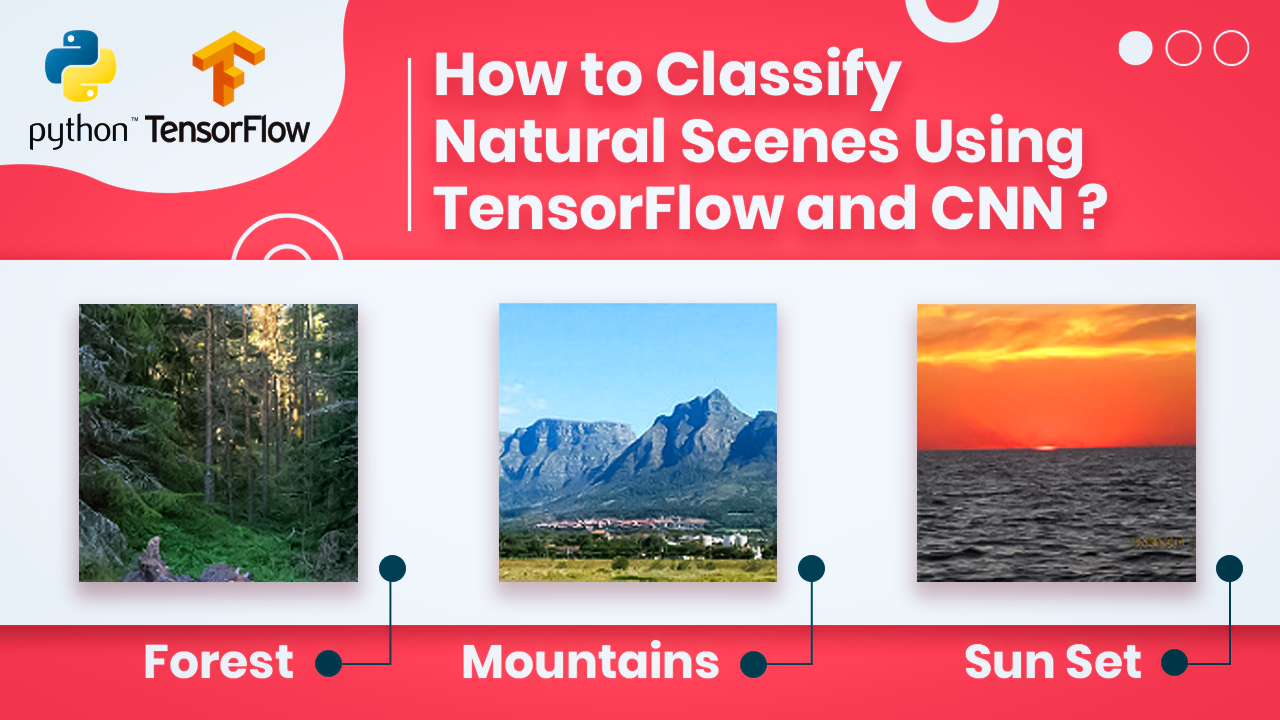 python™
TensorFlow
How to Classify
Natural Scenes Using
TensorFlow and CNN ?
Forest
Mountains
Sun Set